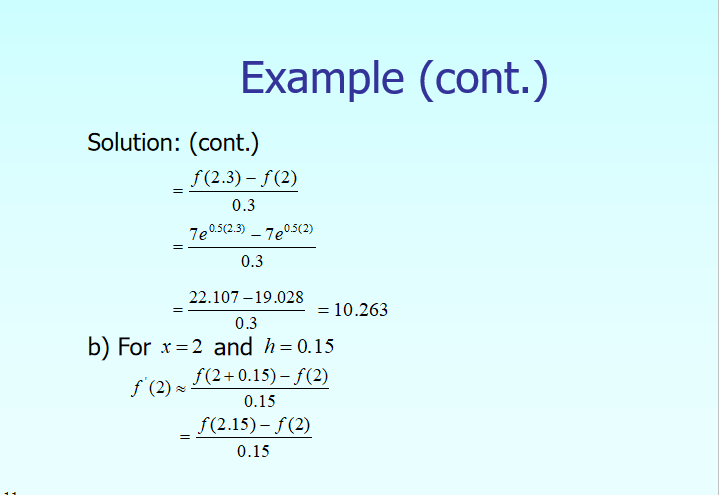 Example (cont.)
Solution: (cont.)
= \frac{f(2.3) - f(2)}{0.3}
= \frac{7e^{0.5(2.3)} - 7e^{0.5(2)}}{0.3}
= \frac{22.107 - 19.028}{0.3} = 10.263
b) For x = 2 and h = 0.15
f'(2) ≈ \frac{f(2 + 0.15) - f(2)}{0.15}
= \frac{f(2.15) - f(2)}{0.15}